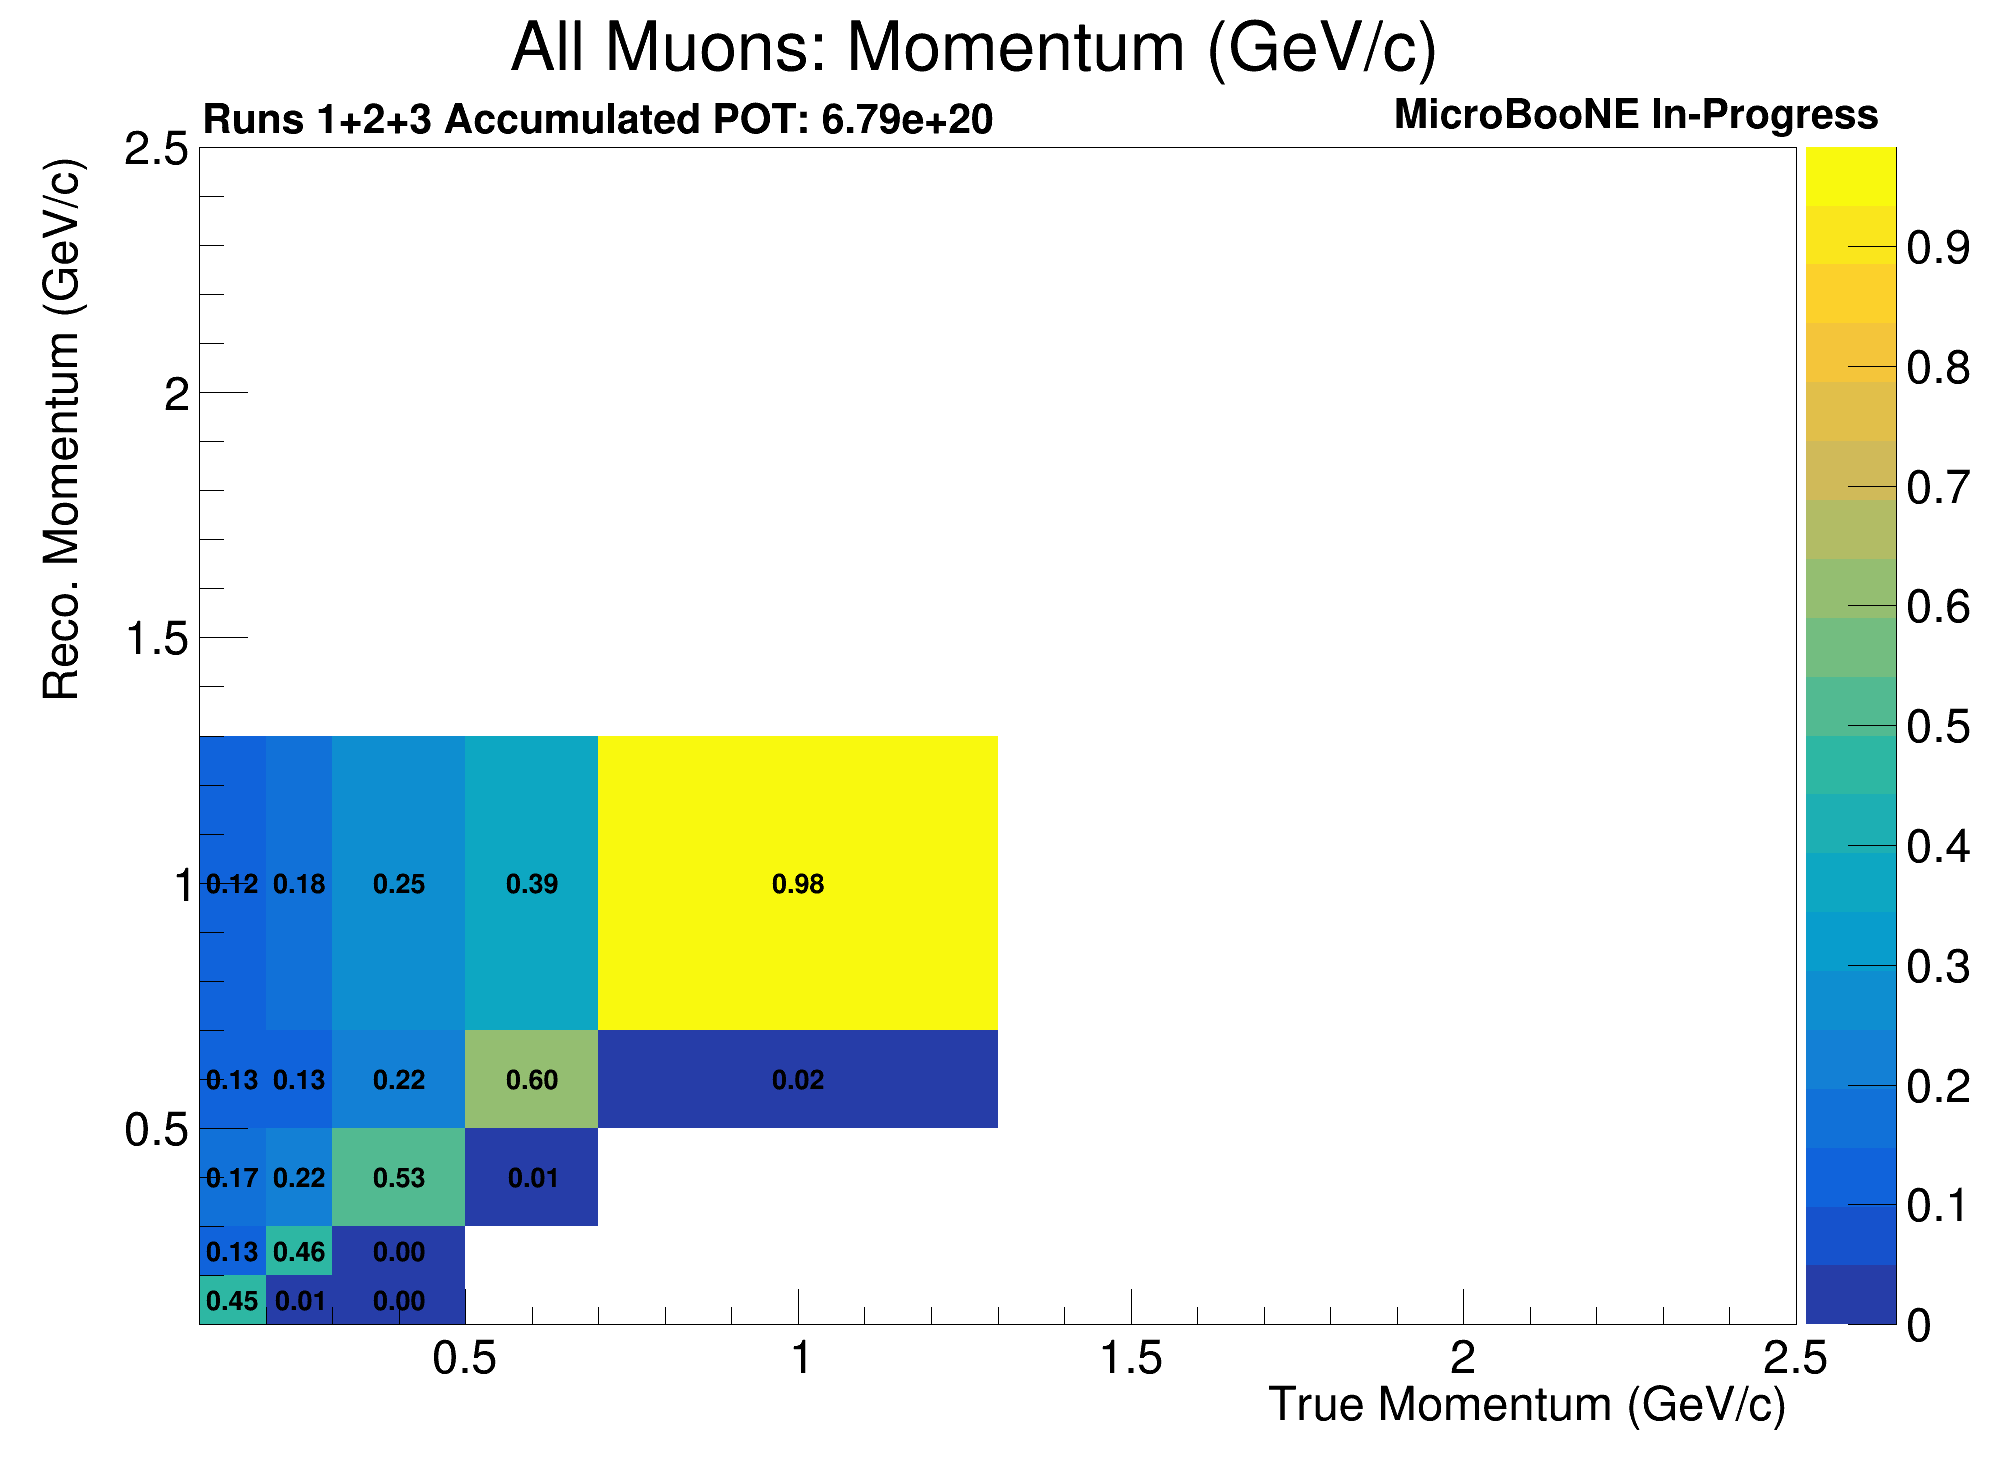 All Muons: Momentum (GeV/c)
Runs 1+2+3 Accumulated POT: 6.79e+20
MicroBooNE In-Progress
Reco. Momentum (GeV/c)
2.5
2
1.5
1
0.5
0.12 0.18 0.25 0.39 0.98
0.13 0.13 0.22 0.60 0.02
0.17 0.22 0.53 0.01
0.13 0.46 0.00
0.45 0.01 0.00
0.5 1 1.5 2 2.5
True Momentum (GeV/c)
0.9
0.8
0.7
0.6
0.5
0.4
0.3
0.2
0.1
0